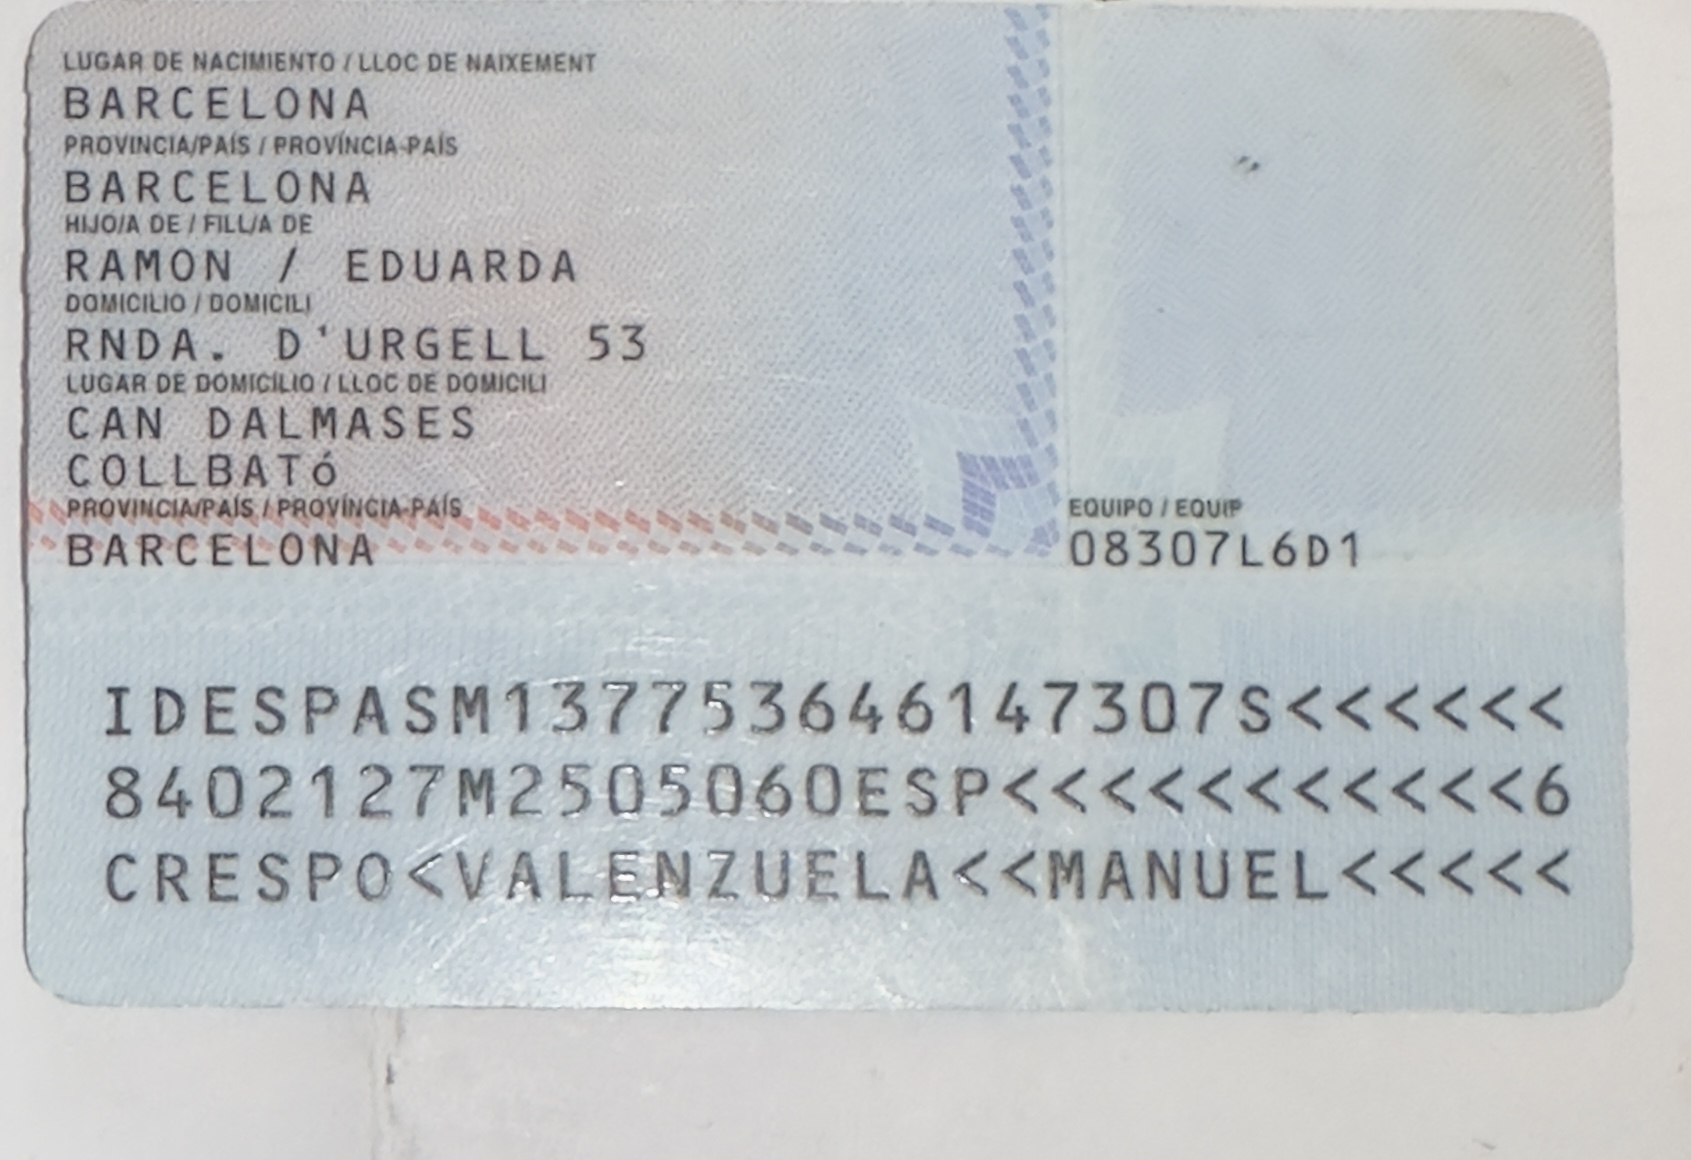 LUGAR DE NACIMIENTO / LLOC DE NAIXEMENT
BARCELONA
PROVINCIA/PAÍS / PROVÍNCIA-PAÍS
BARCELONA
HIJO/A DE / FILL/A DE
RAMON / EDUARDA
DOMICILIO / DOMICILI
RNDA. D'URGELL 53
LUGAR DE DOMICILIO / LLOC DE DOMICILI
CAN DALMASES
COLLBATó
PROVINCIA/PAÍS / PROVÍNCIA-PAÍS
BARCELONA
EQUIPO / EQUIP
08307L6D1
IDESPASM137753646147307S<<<<<<
8402127M2505060ESP<<<<<<<<<<<6
CRESPO<VALENZUELA<<MANUEL<<<<<